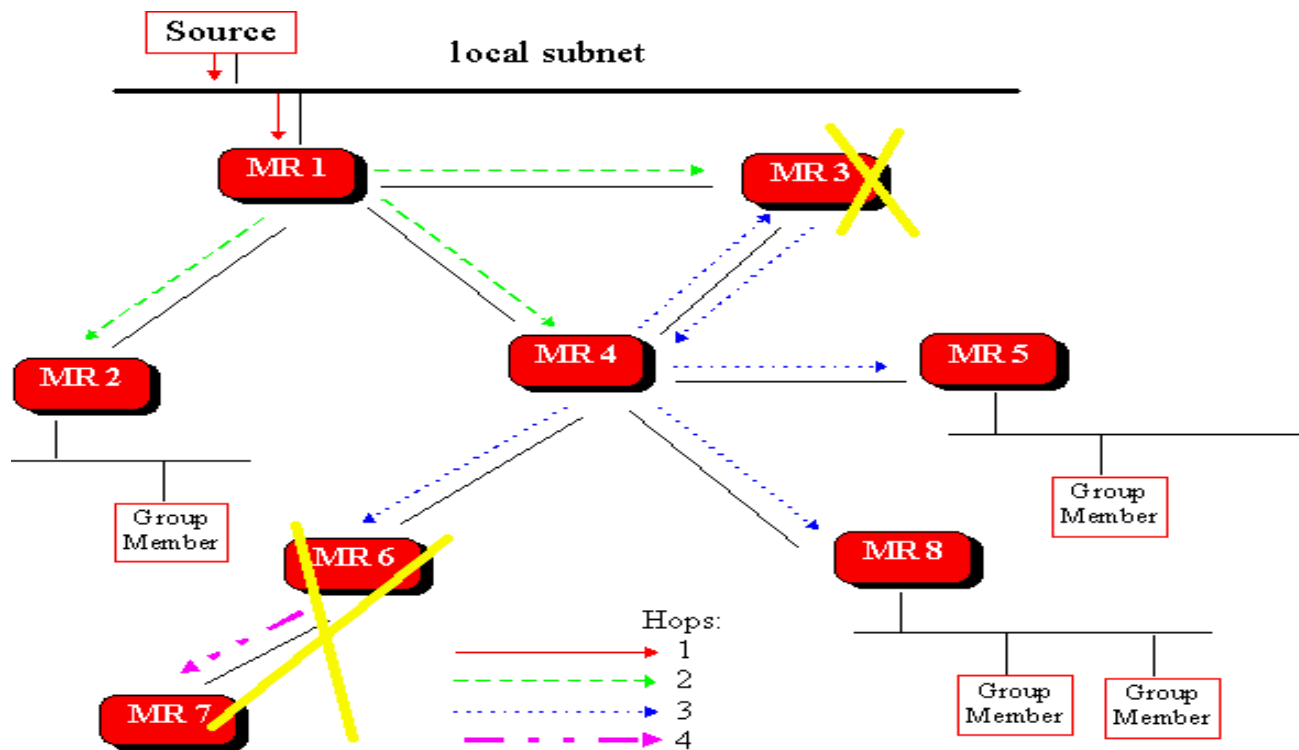 Source
local subnet
MR 1
MR 3
MR 4
MR 5
MR 2
Group
Member
Group
Member
MR 6
MR 8
Hops:
1
2
3
4
Group
Member
Group
Member
MR 7